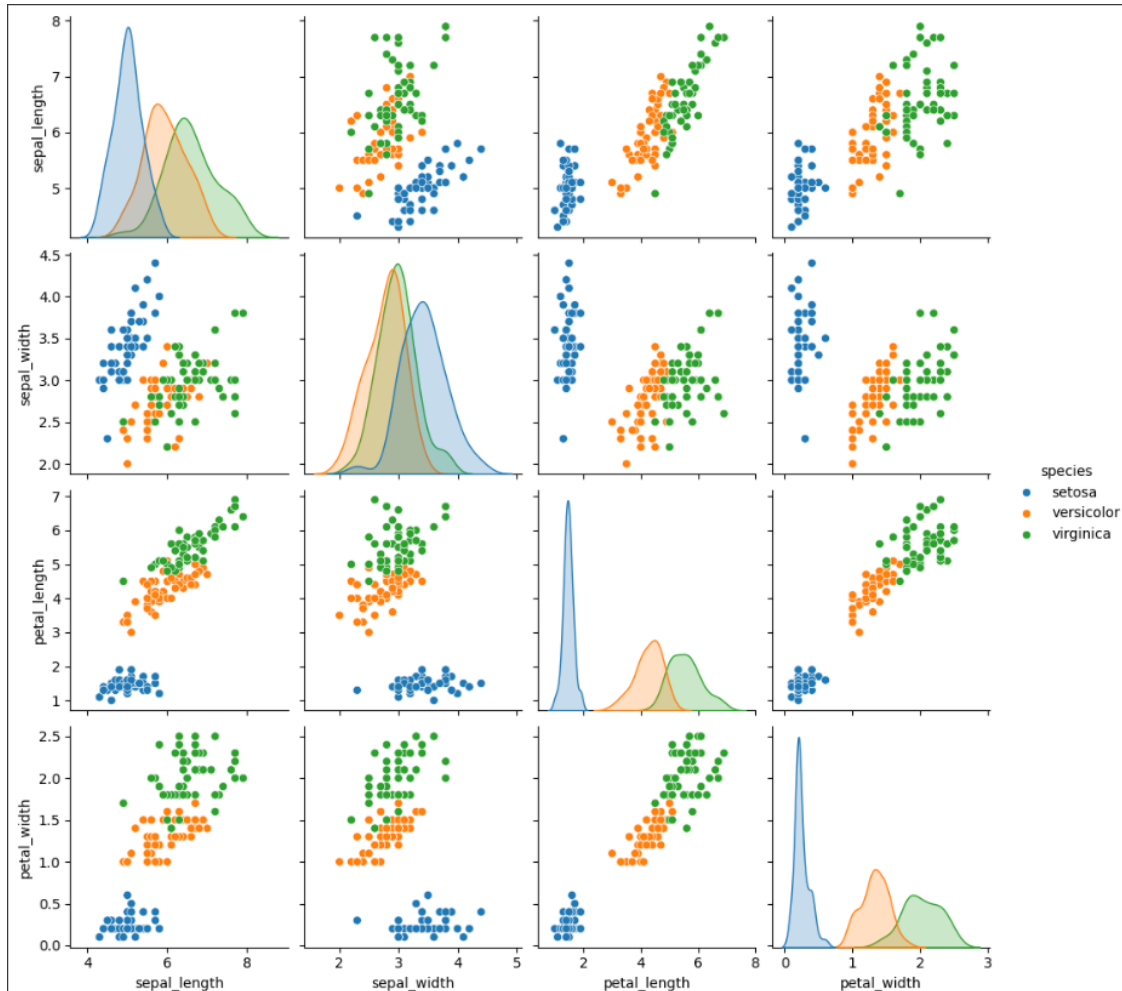 8
7
6
5
sepal_length
4.5
4.0
3.5
3.0
2.5
2.0
sepal_width
7
6
5
4
3
2
1
petal_length
2.5
2.0
1.5
1.0
0.5
0.0
petal_width
4 6 8
sepal_length
2 3 4 5
sepal_width
2 4 6 8
petal_length
0 1 2 3
petal_width
species
setosa
versicolor
virginica